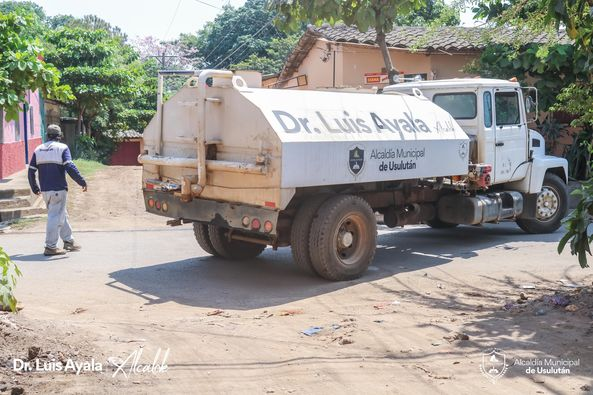 Dr. Luis Ayala
Alcaldía Municipal
de Usulután
Dr. Luis Ayala Alcalde
Alcaldía Municipal
de Usulután